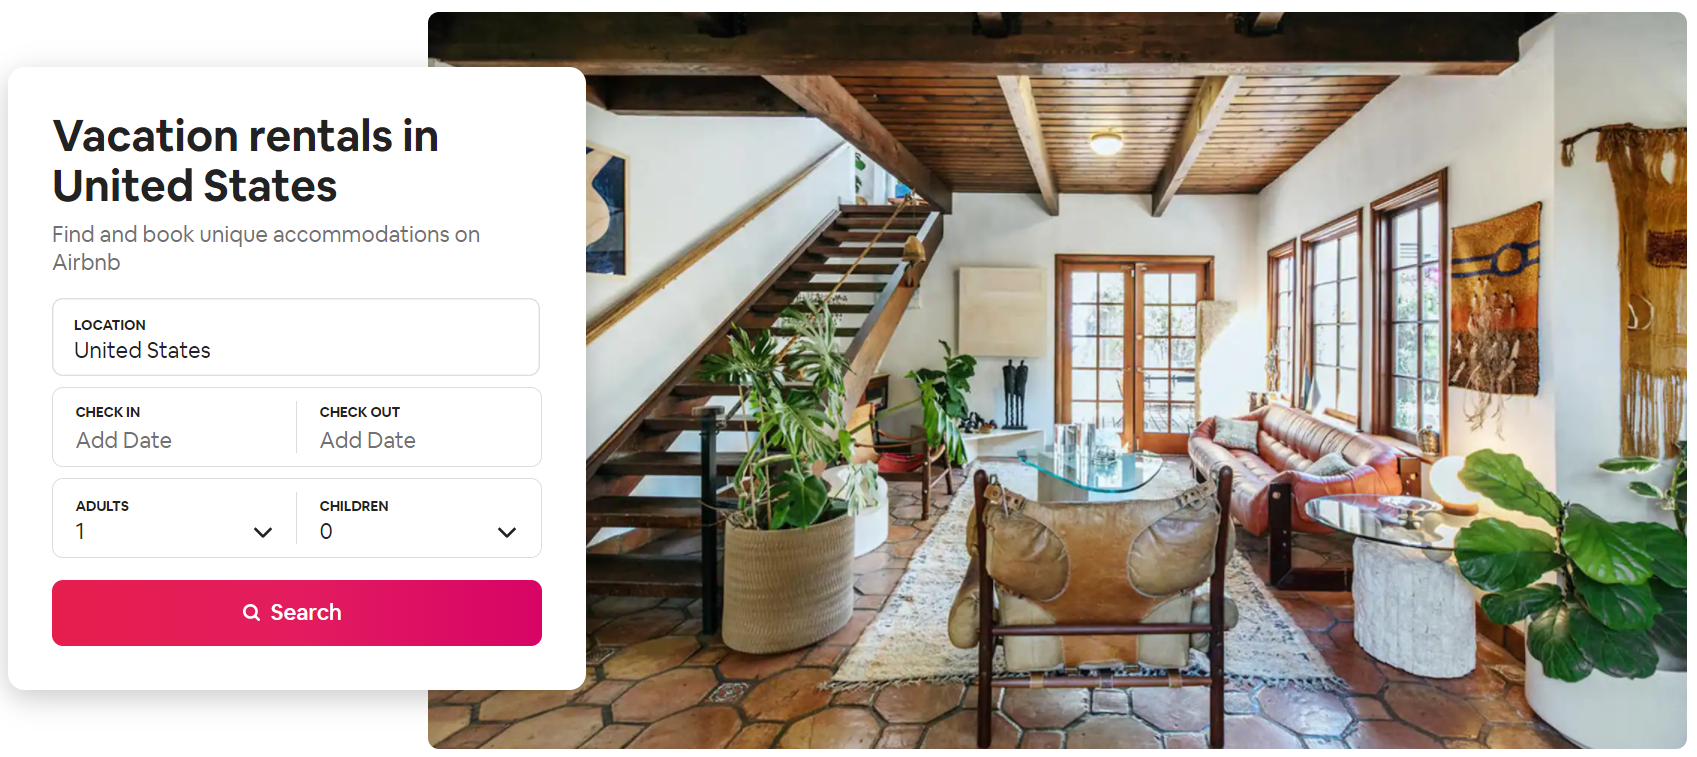 Vacation rentals in
United States
Find and book unique accommodations on
Airbnb
LOCATION
United States
CHECK IN
CHECK OUT
Add Date
Add Date
ADULTS
CHILDREN
1
0
Search